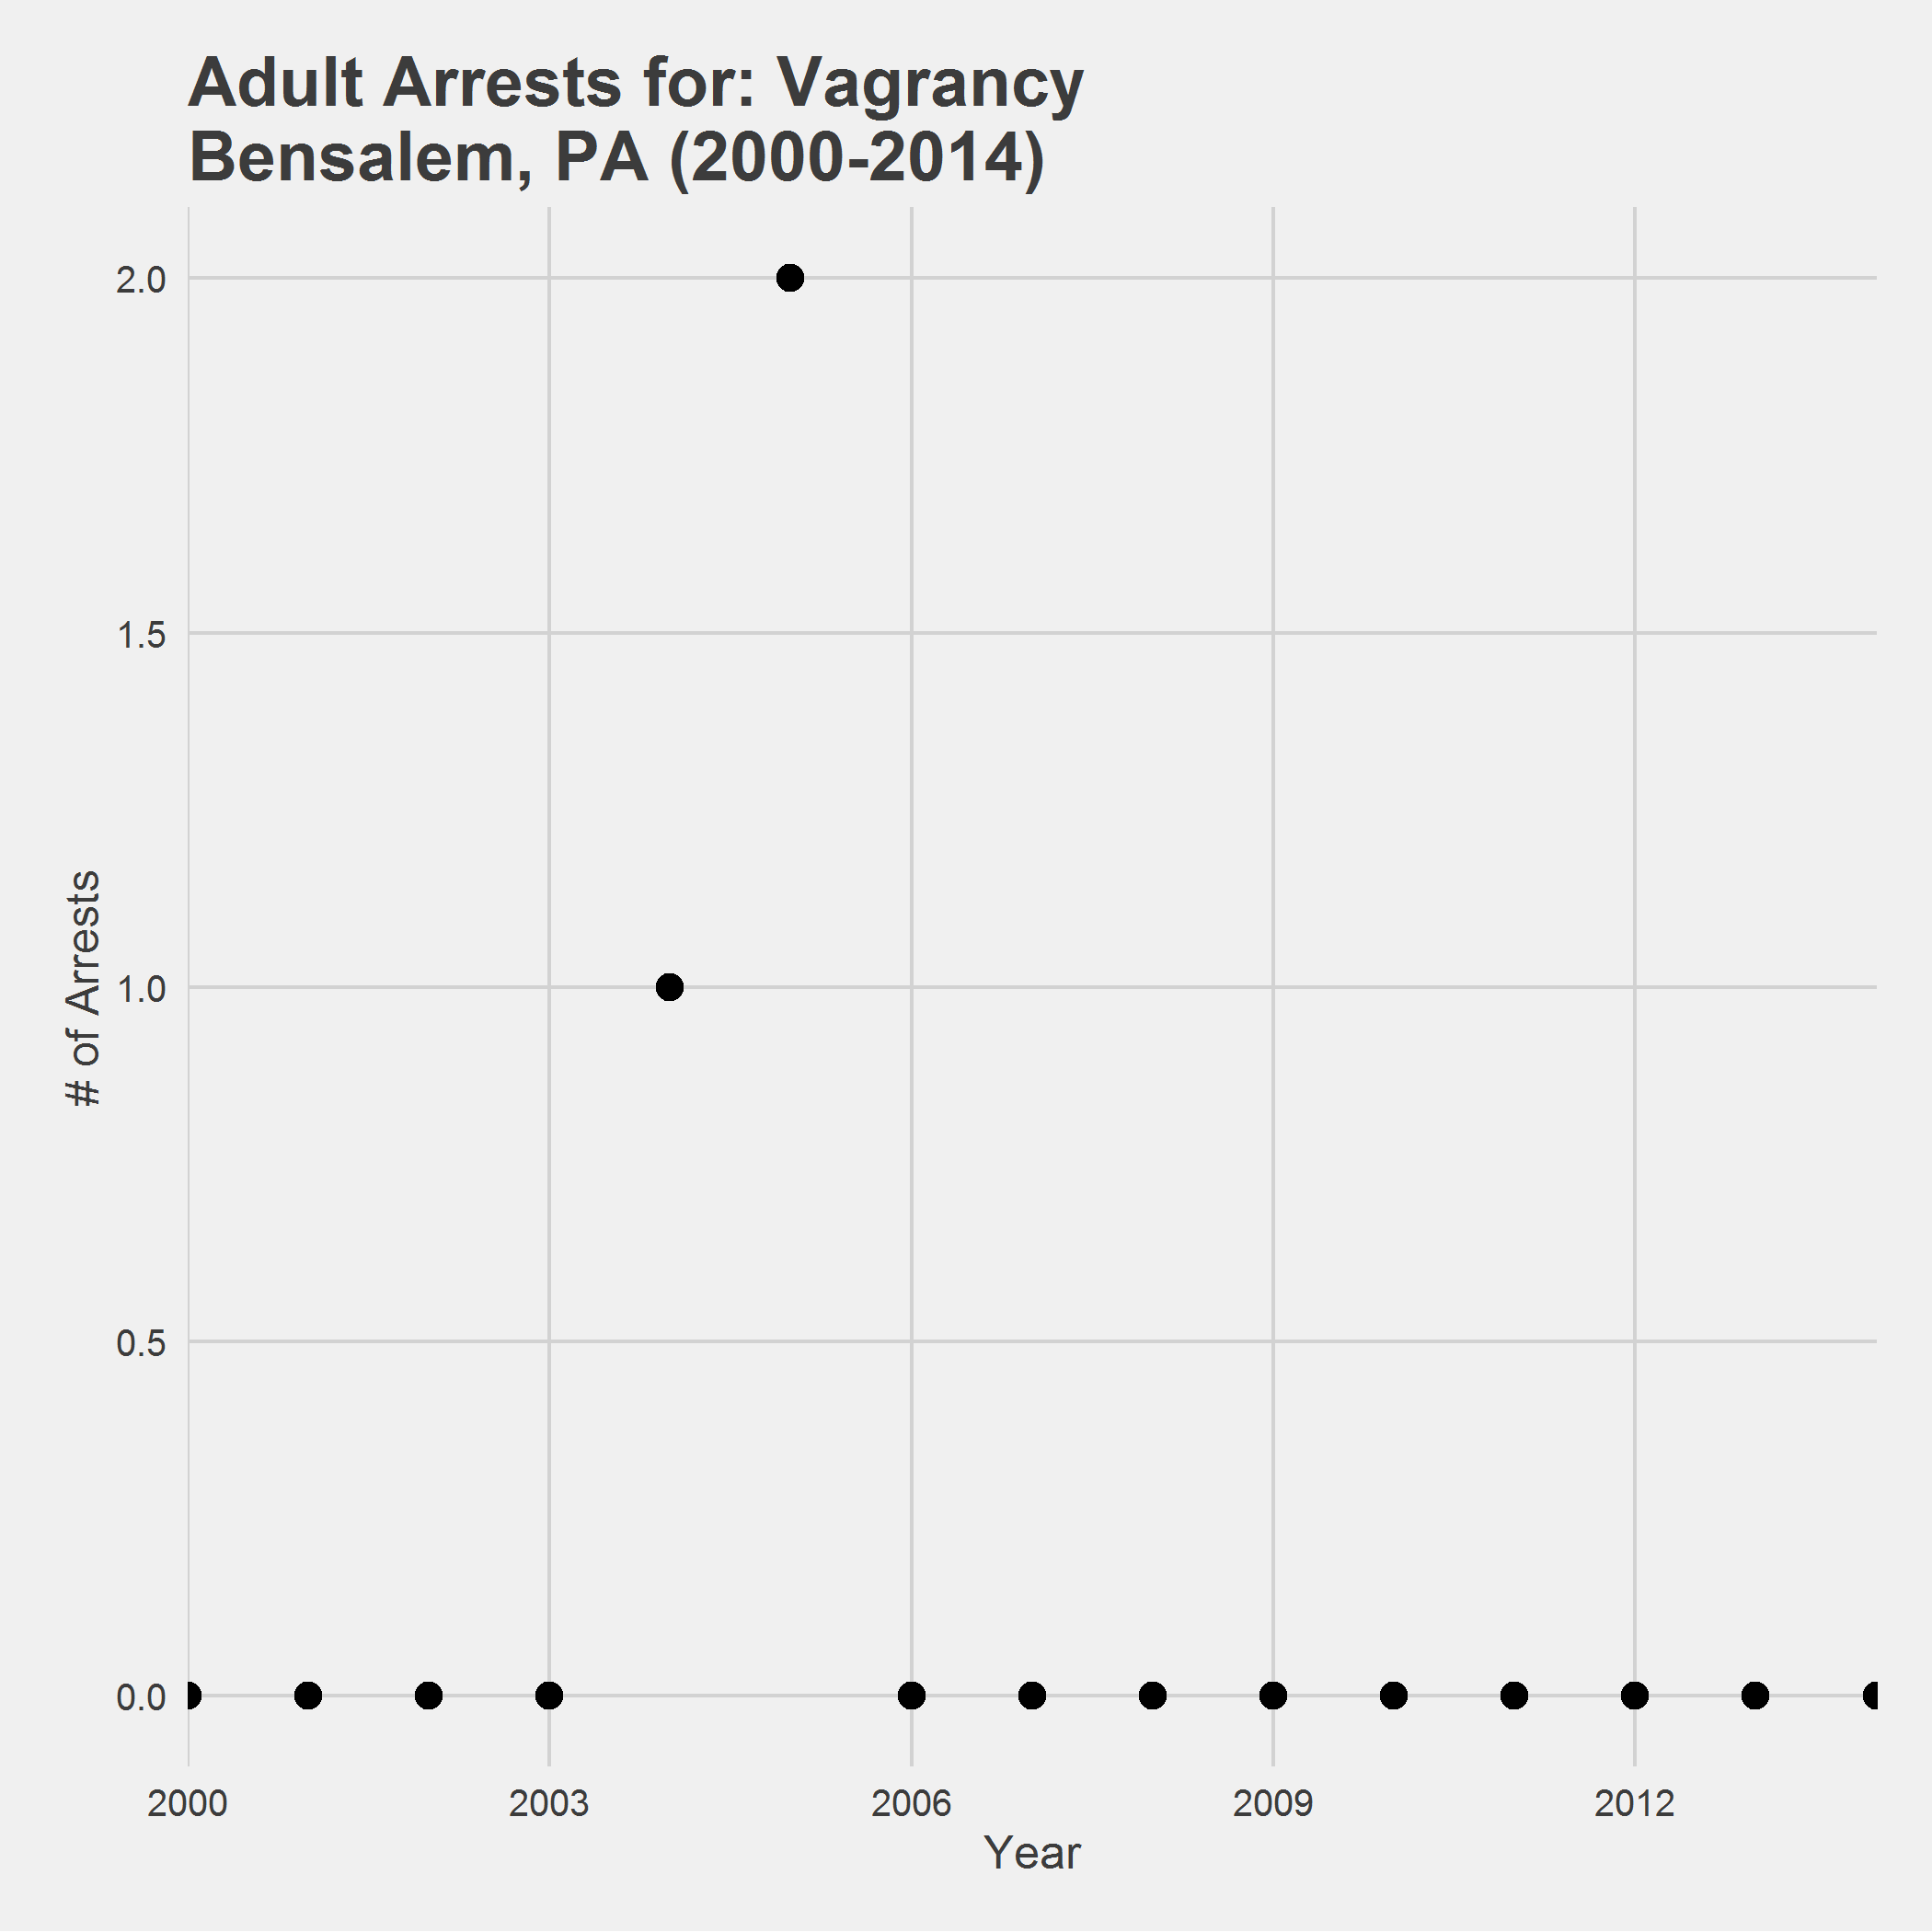 Adult Arrests for: Vagrancy
Bensalem, PA (2000-2014)
2.0
1.5
1.0
0.5
0.0
# of Arrests
2000 2003 2006 2009 2012
Year